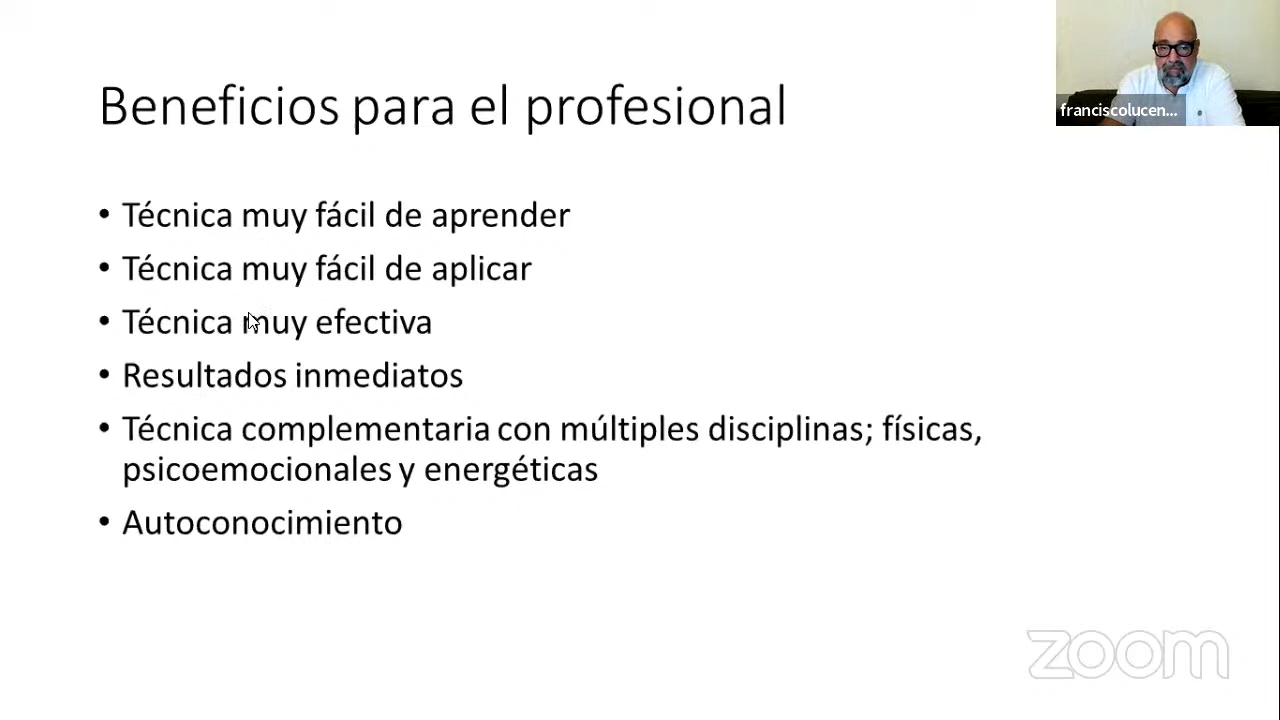 Beneficios para el profesional
franciscolucen...
• Técnica muy fácil de aprender
• Técnica muy fácil de aplicar
• Técnica muy efectiva
• Resultados inmediatos
• Técnica complementaria con múltiples disciplinas; físicas,
psicoemocionales y energéticas
• Autoconocimiento
zoom